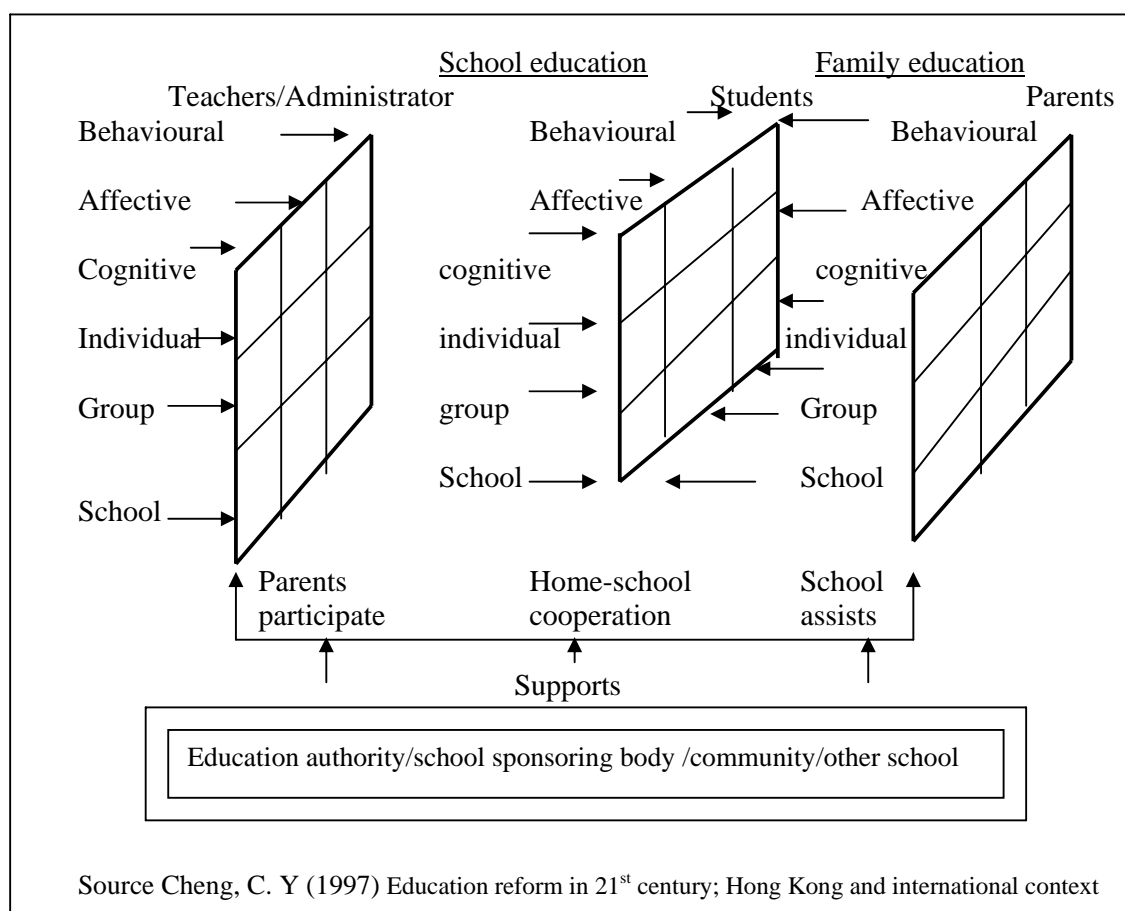 School education Family education
Teachers/Administrator Students Parents
Behavioural Behavioural Behavioural
Affective Affective Affective
Cognitive cognitive cognitive
Individual individual individual
Group group Group
School School School
Parents Home-school School
participate cooperation assists
Supports
Education authority/school sponsoring body /community/other school
Source Cheng, C. Y (1997) Education reform in 21st century; Hong Kong and international context